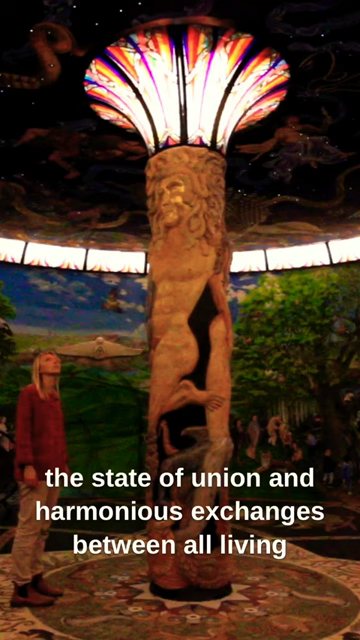 the state of union and
harmonious exchanges
between all living